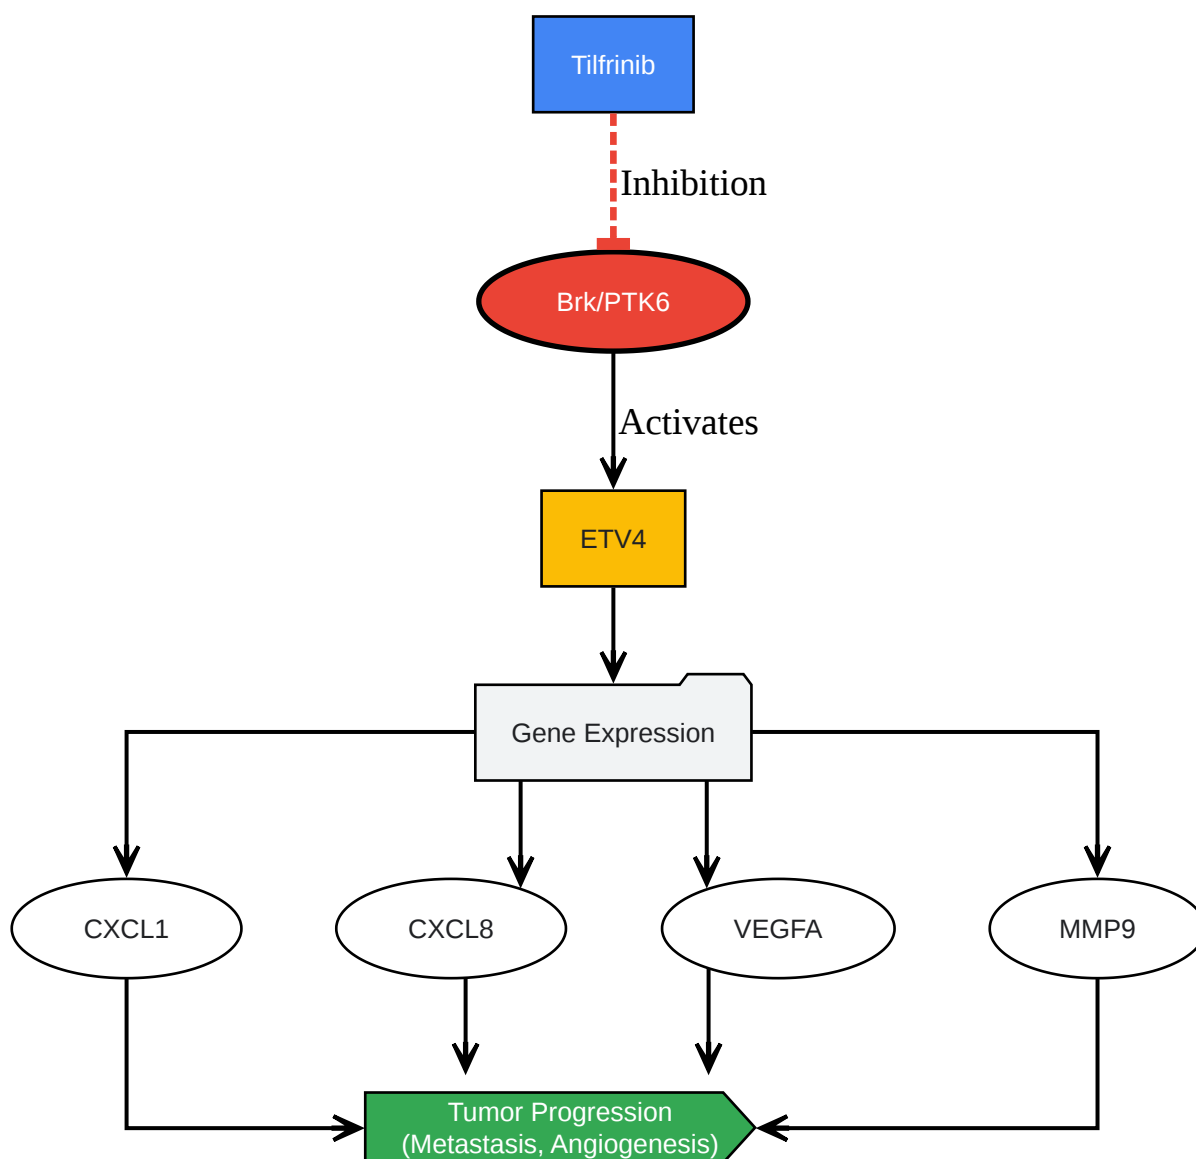 Tilfrinib
Inhibition
Brk/PTK6
Activates
ETV4
Gene Expression
CXCL1
CXCL8
VEGFA
MMP9
Tumor Progression
(Metastasis, Angiogenesis)